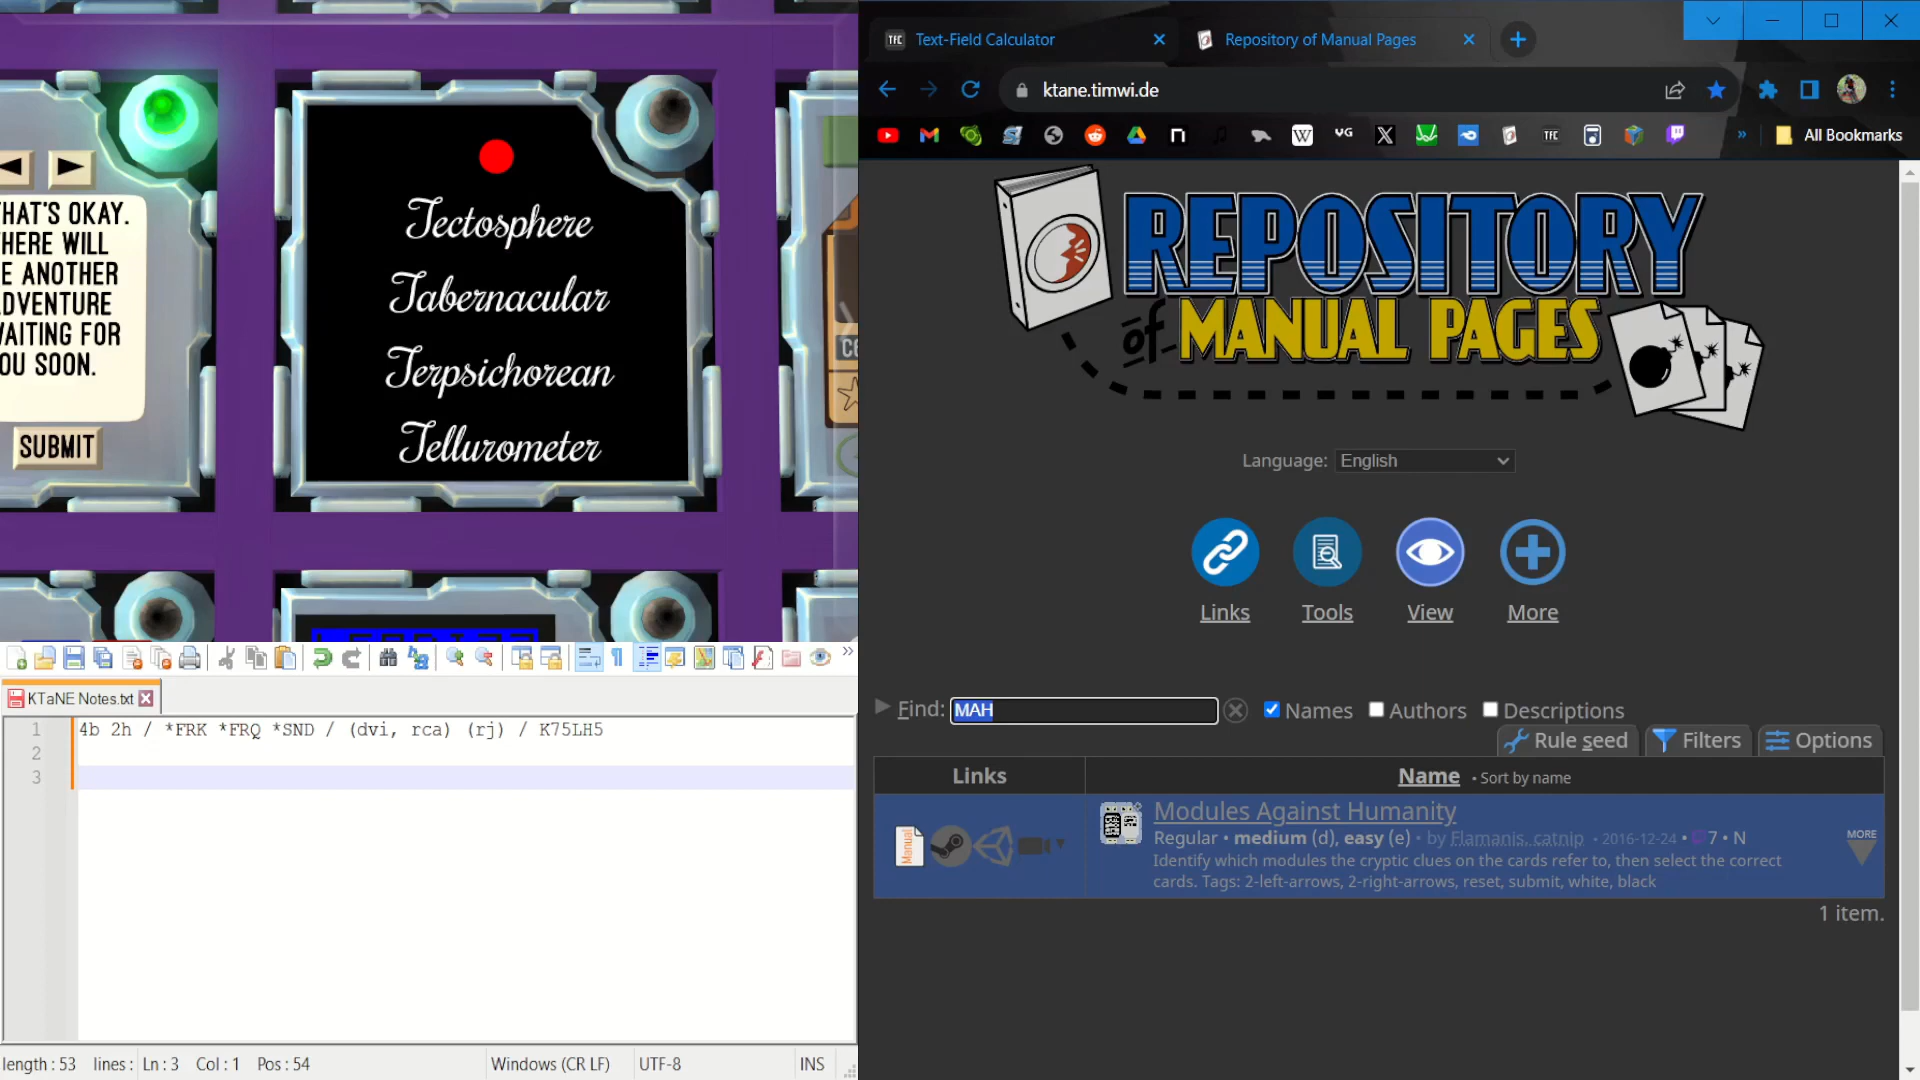 HAT'S OKAY.
HERE WILL
E ANOTHER
DVENTURE
WAITING FOR
OU SOON.
SUBMIT
Tectosphere
Tabernacular
Terpsichorean
Tellurometer
KTaNE Notes.txt
1 4b 2h / *FRK *FRQ *SND / (dvi, rca) (rj) / K75LH5
2
3
length : 53 lines : Ln : 3 Col : 1 Pos : 54 Windows (CR LF) UTF-8 INS
TFC Text-Field Calculator
Repository of Manual Pages
ktane.timwi.de
W VG X TFC » All Bookmarks
REPOSITORY
of MANUAL PAGES
Language: English
Links Tools View More
Find: MAH Names Authors Descriptions
Rule seed Filters Options
Links Name • Sort by name
Manual
Modules Against Humanity
Regular • medium (d), easy (e) • by Flamanis, catnip • 2016-12-24 • 7 • N
Identify which modules the cryptic clues on the cards refer to, then select the correct
cards. Tags: 2-left-arrows, 2-right-arrows, reset, submit, white, black
MORE
1 item.